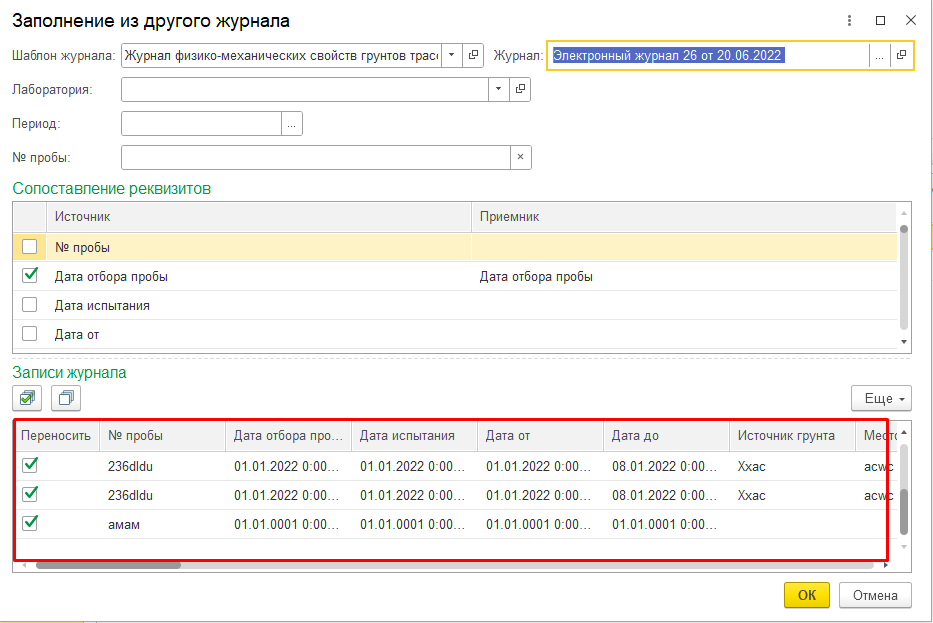 Заполнение из другого журнала
Шаблон журнала: Журнал физико-механических свойств грунтов трасс Журнал: Электронный журнал 26 от 20.06.2022 ...
Лаборатория:
Период: ...
№ пробы: ×
Сопоставление реквизитов
Источник Приемник
№ пробы
Дата отбора пробы Дата отбора пробы
Дата испытания
Дата от
Записи журнала
Еще
Переносить № пробы Дата отбора про... Дата испытания Дата от Дата до Источник грунта Место
236dldu 01.01.2022 0:00... 01.01.2022 0:00... 01.01.2022 0:00... 08.01.2022 0:00... Ххас acwc
236dldu 01.01.2022 0:00... 01.01.2022 0:00... 01.01.2022 0:00... 08.01.2022 0:00... Ххас acwc
амам 01.01.0001 0:00... 01.01.0001 0:00... 01.01.0001 0:00... 01.01.0001 0:00...
ОК Отмена